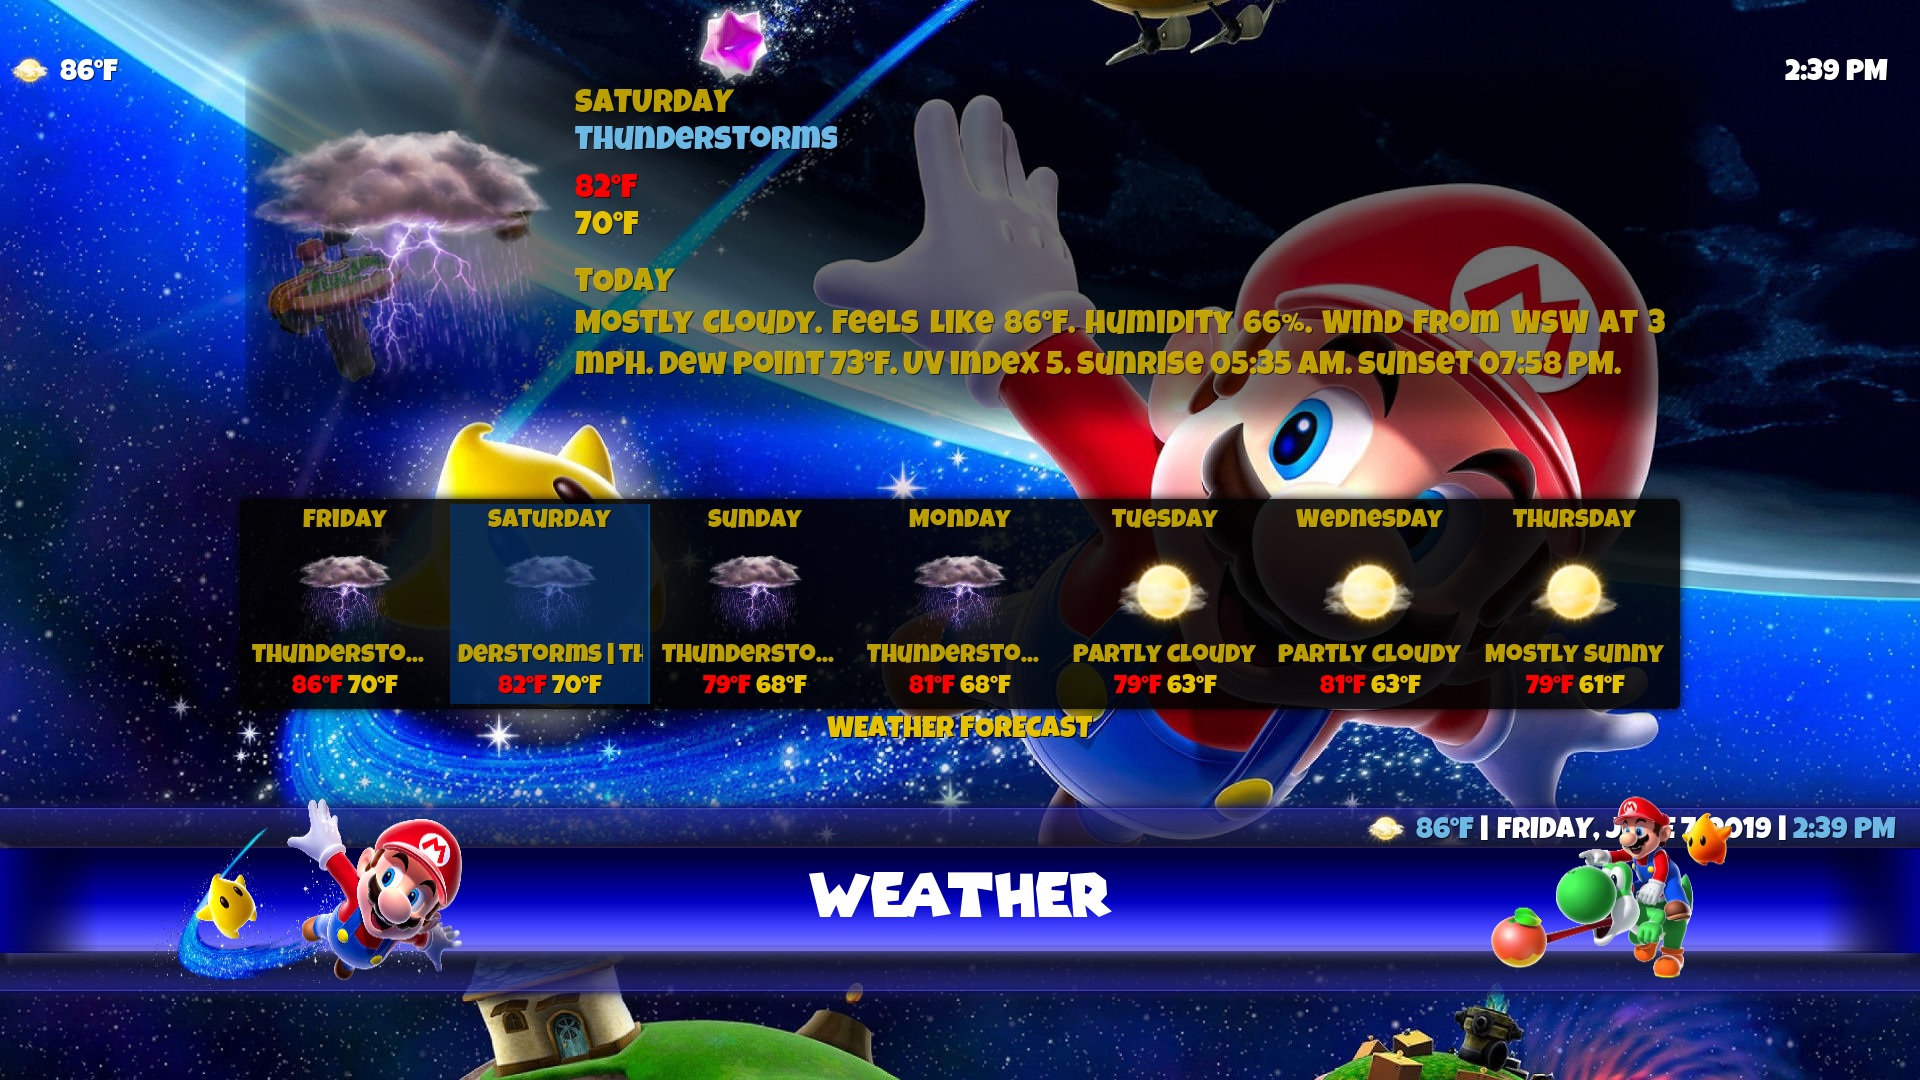 86°F
2:39 PM
SATURDAY
THUNDERSTORMS
82°F
70°F
TODAY
MOSTLY CLOUDY. FEELS LIKE 86°F. HUMIDITY 66%. WIND FROM WSW AT 3
MPH. DEW POINT 73°F. UV INDEX 5. SUNRISE 05:35 AM. SUNSET 07:58 PM.
FRIDAY SATURDAY SUNDAY MONDAY TUESDAY WEDNESDAY THURSDAY
THUNDERSTO... DERSTORMS | TH THUNDERSTO... THUNDERSTO... PARTLY CLOUDY PARTLY CLOUDY MOSTLY SUNNY
86°F 70°F 82°F 70°F 79°F 68°F 81°F 68°F 79°F 63°F 81°F 63°F 79°F 61°F
WEATHER FORECAST
86°F | FRIDAY, 2019 | 2:39 PM
WEATHER